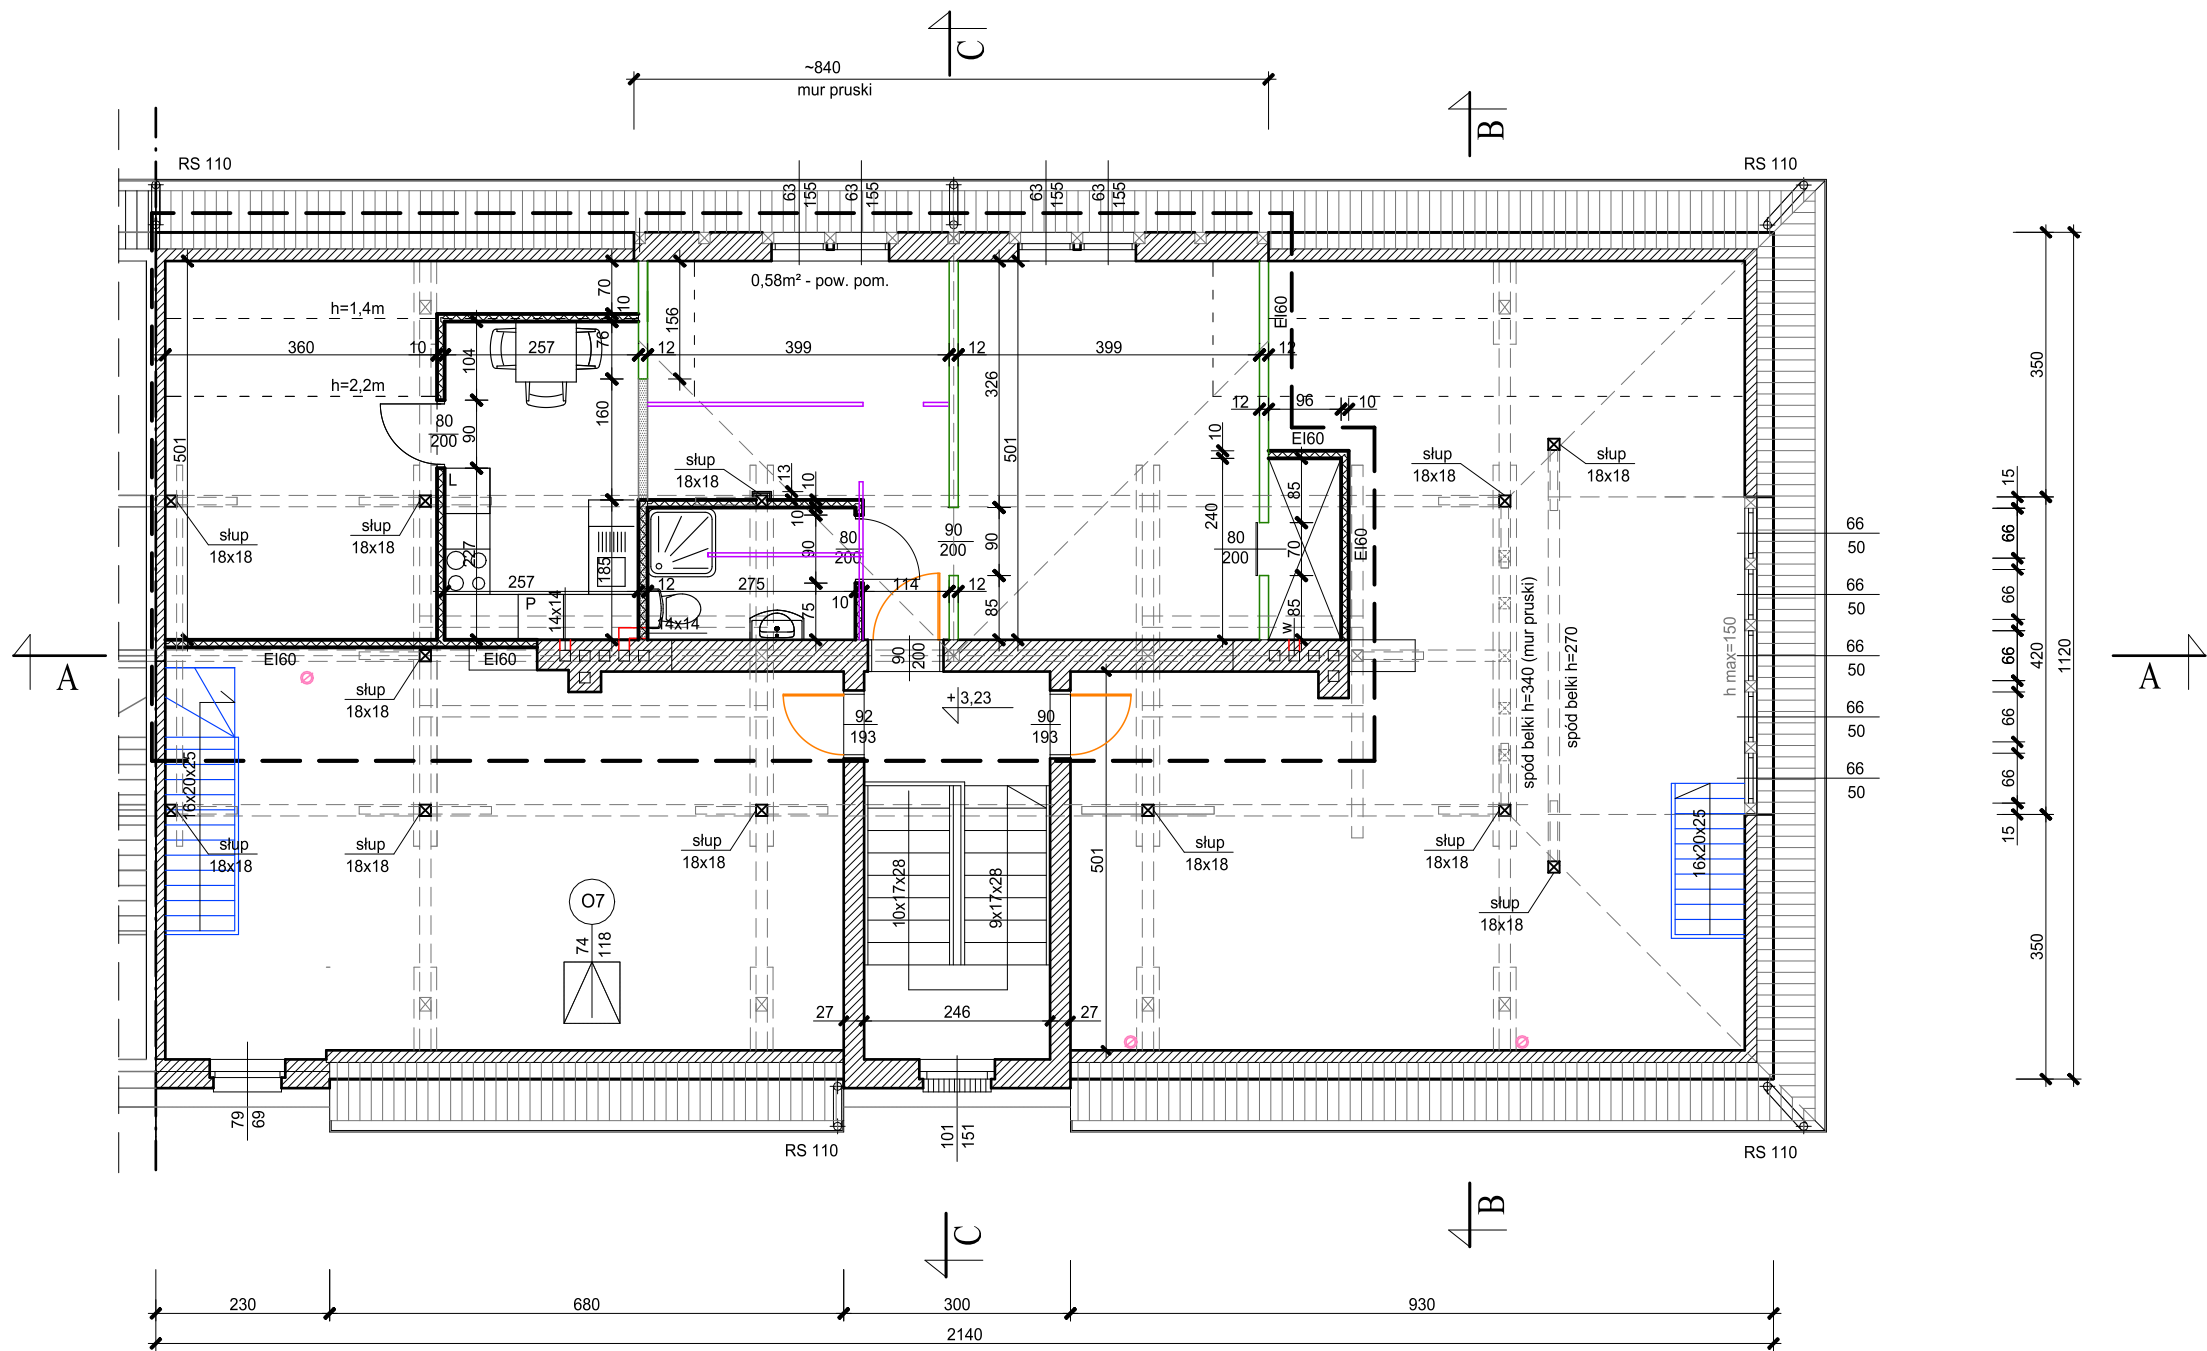 C
~840
mur pruski
B
RS 110
RS 110
63
155
63
155
63
155
63
155
0,58m² - pow. pom.
h=1,4m
h=2,2m
70
10
76
156
EI60
360
10
257
12
399
12
399
12
104
90
160
326
501
501
80
200
12
96
10
EI60
10
350
1120
słup
18x18
13
10
10
słup
18x18
słup
18x18
L
słup
18x18
słup
18x18
227
185
257
12
275
114
12
90
80
200
90
200
90
240
80
200
85
70
85
EI60
15
66
66
66
66
66
15
420
66
50
66
50
66
50
66
50
66
50
P
14x14
14x14
10
75
85
w
A
EI60
EI60
90
200
A
słup
18x18
+ 3,23
92
193
90
193
spód belki h=340 (mur pruski)
spód belki h=270
h max=150
16x20x25
16x20x25
słup
18x18
słup
18x18
słup
18x18
słup
18x18
słup
18x18
501
10x17x28
9x17x28
O7
74
118
słup
18x18
350
27
246
27
79
69
101
151
RS 110
RS 110
C
B
230
680
300
930
2140